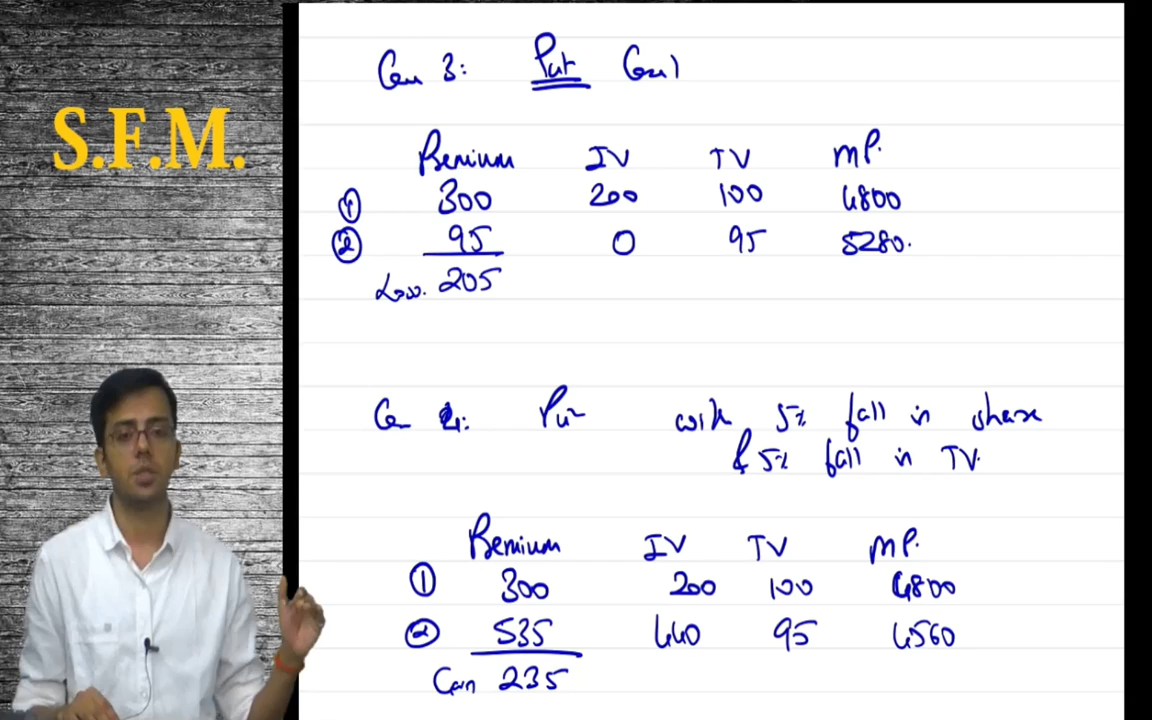 S.F.M.
Case 3: Put Case 1
Premium IV TV MP.
① 300 200 100 4800
② 95 0 95 5280.
Loss. 205
Case 4: Put with 5% fall in share
& 5% fall in TV.
Premium IV TV MP.
① 300 200 100 4800
② 535 440 95 4560
Gain 235